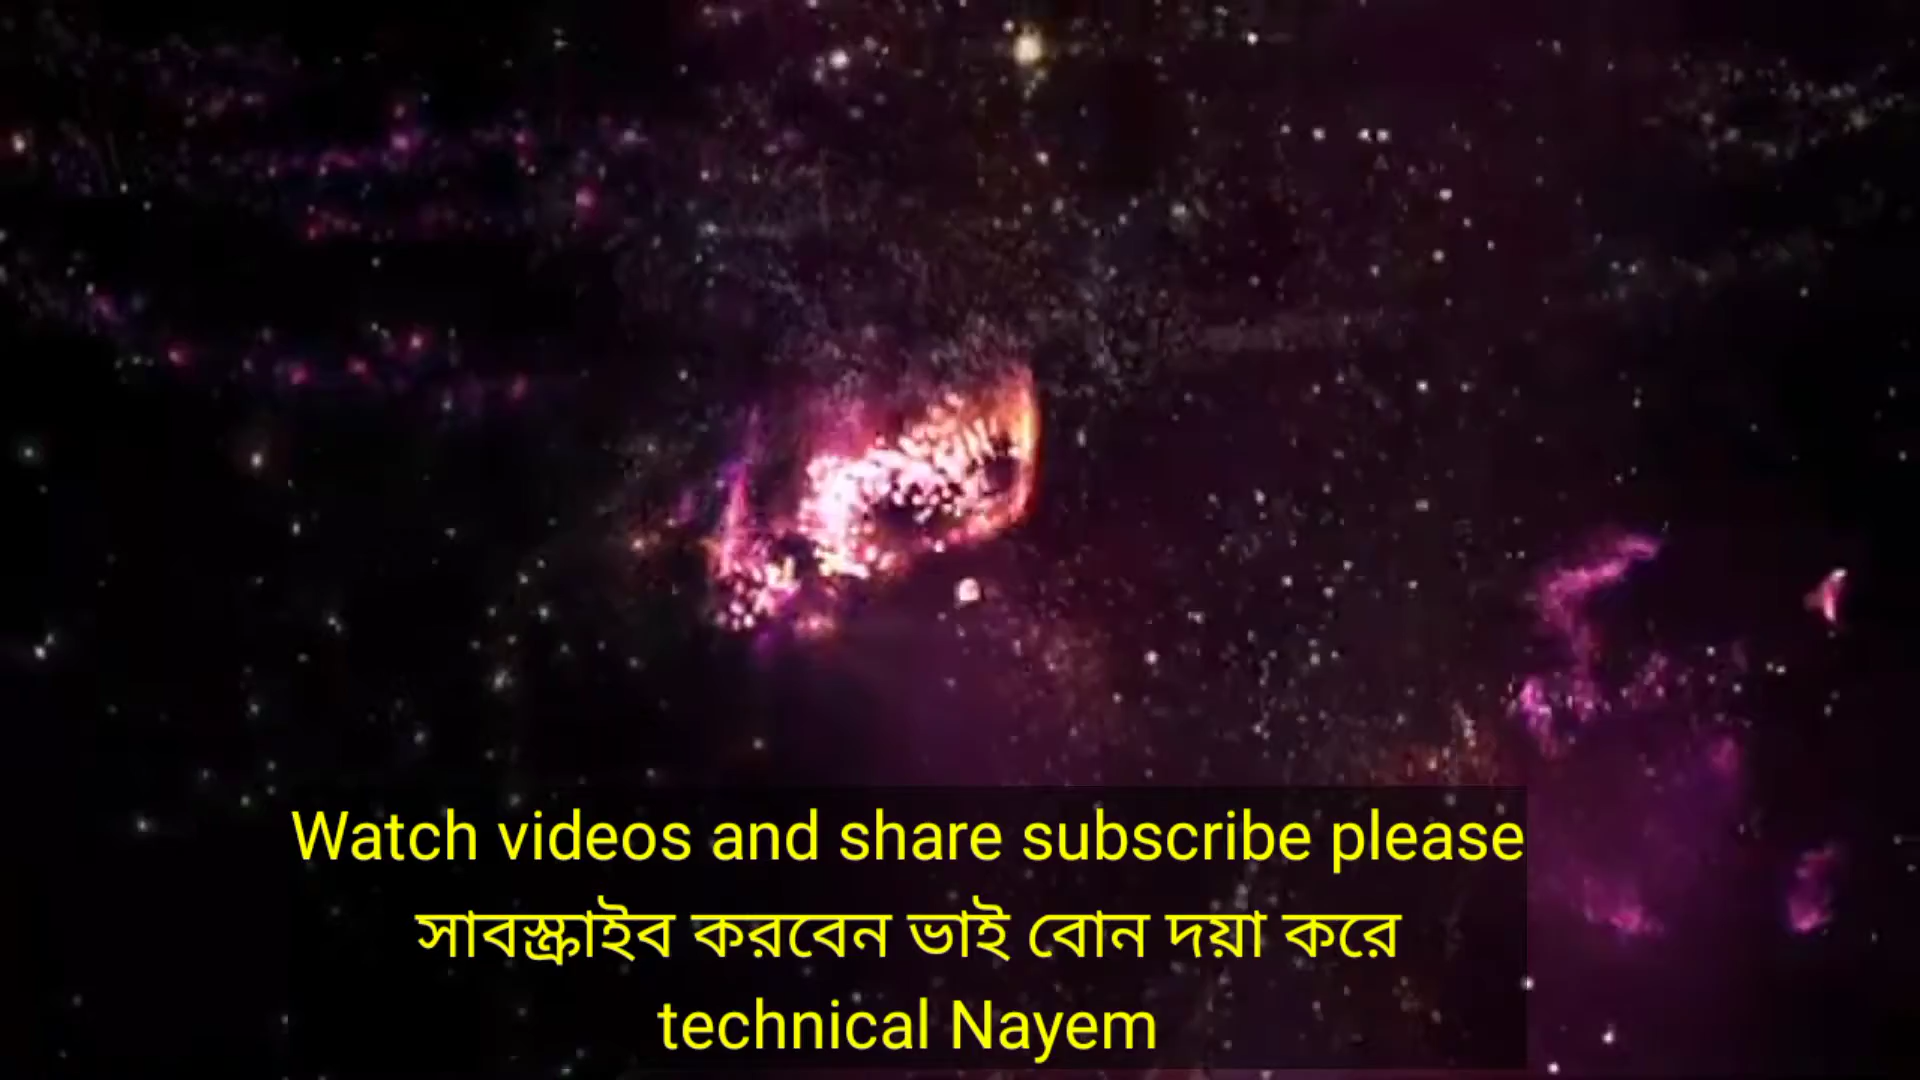 Watch videos and share subscribe please
সাবস্ক্রাইব করবেন ভাই বোন দয়া করে
technical Nayem